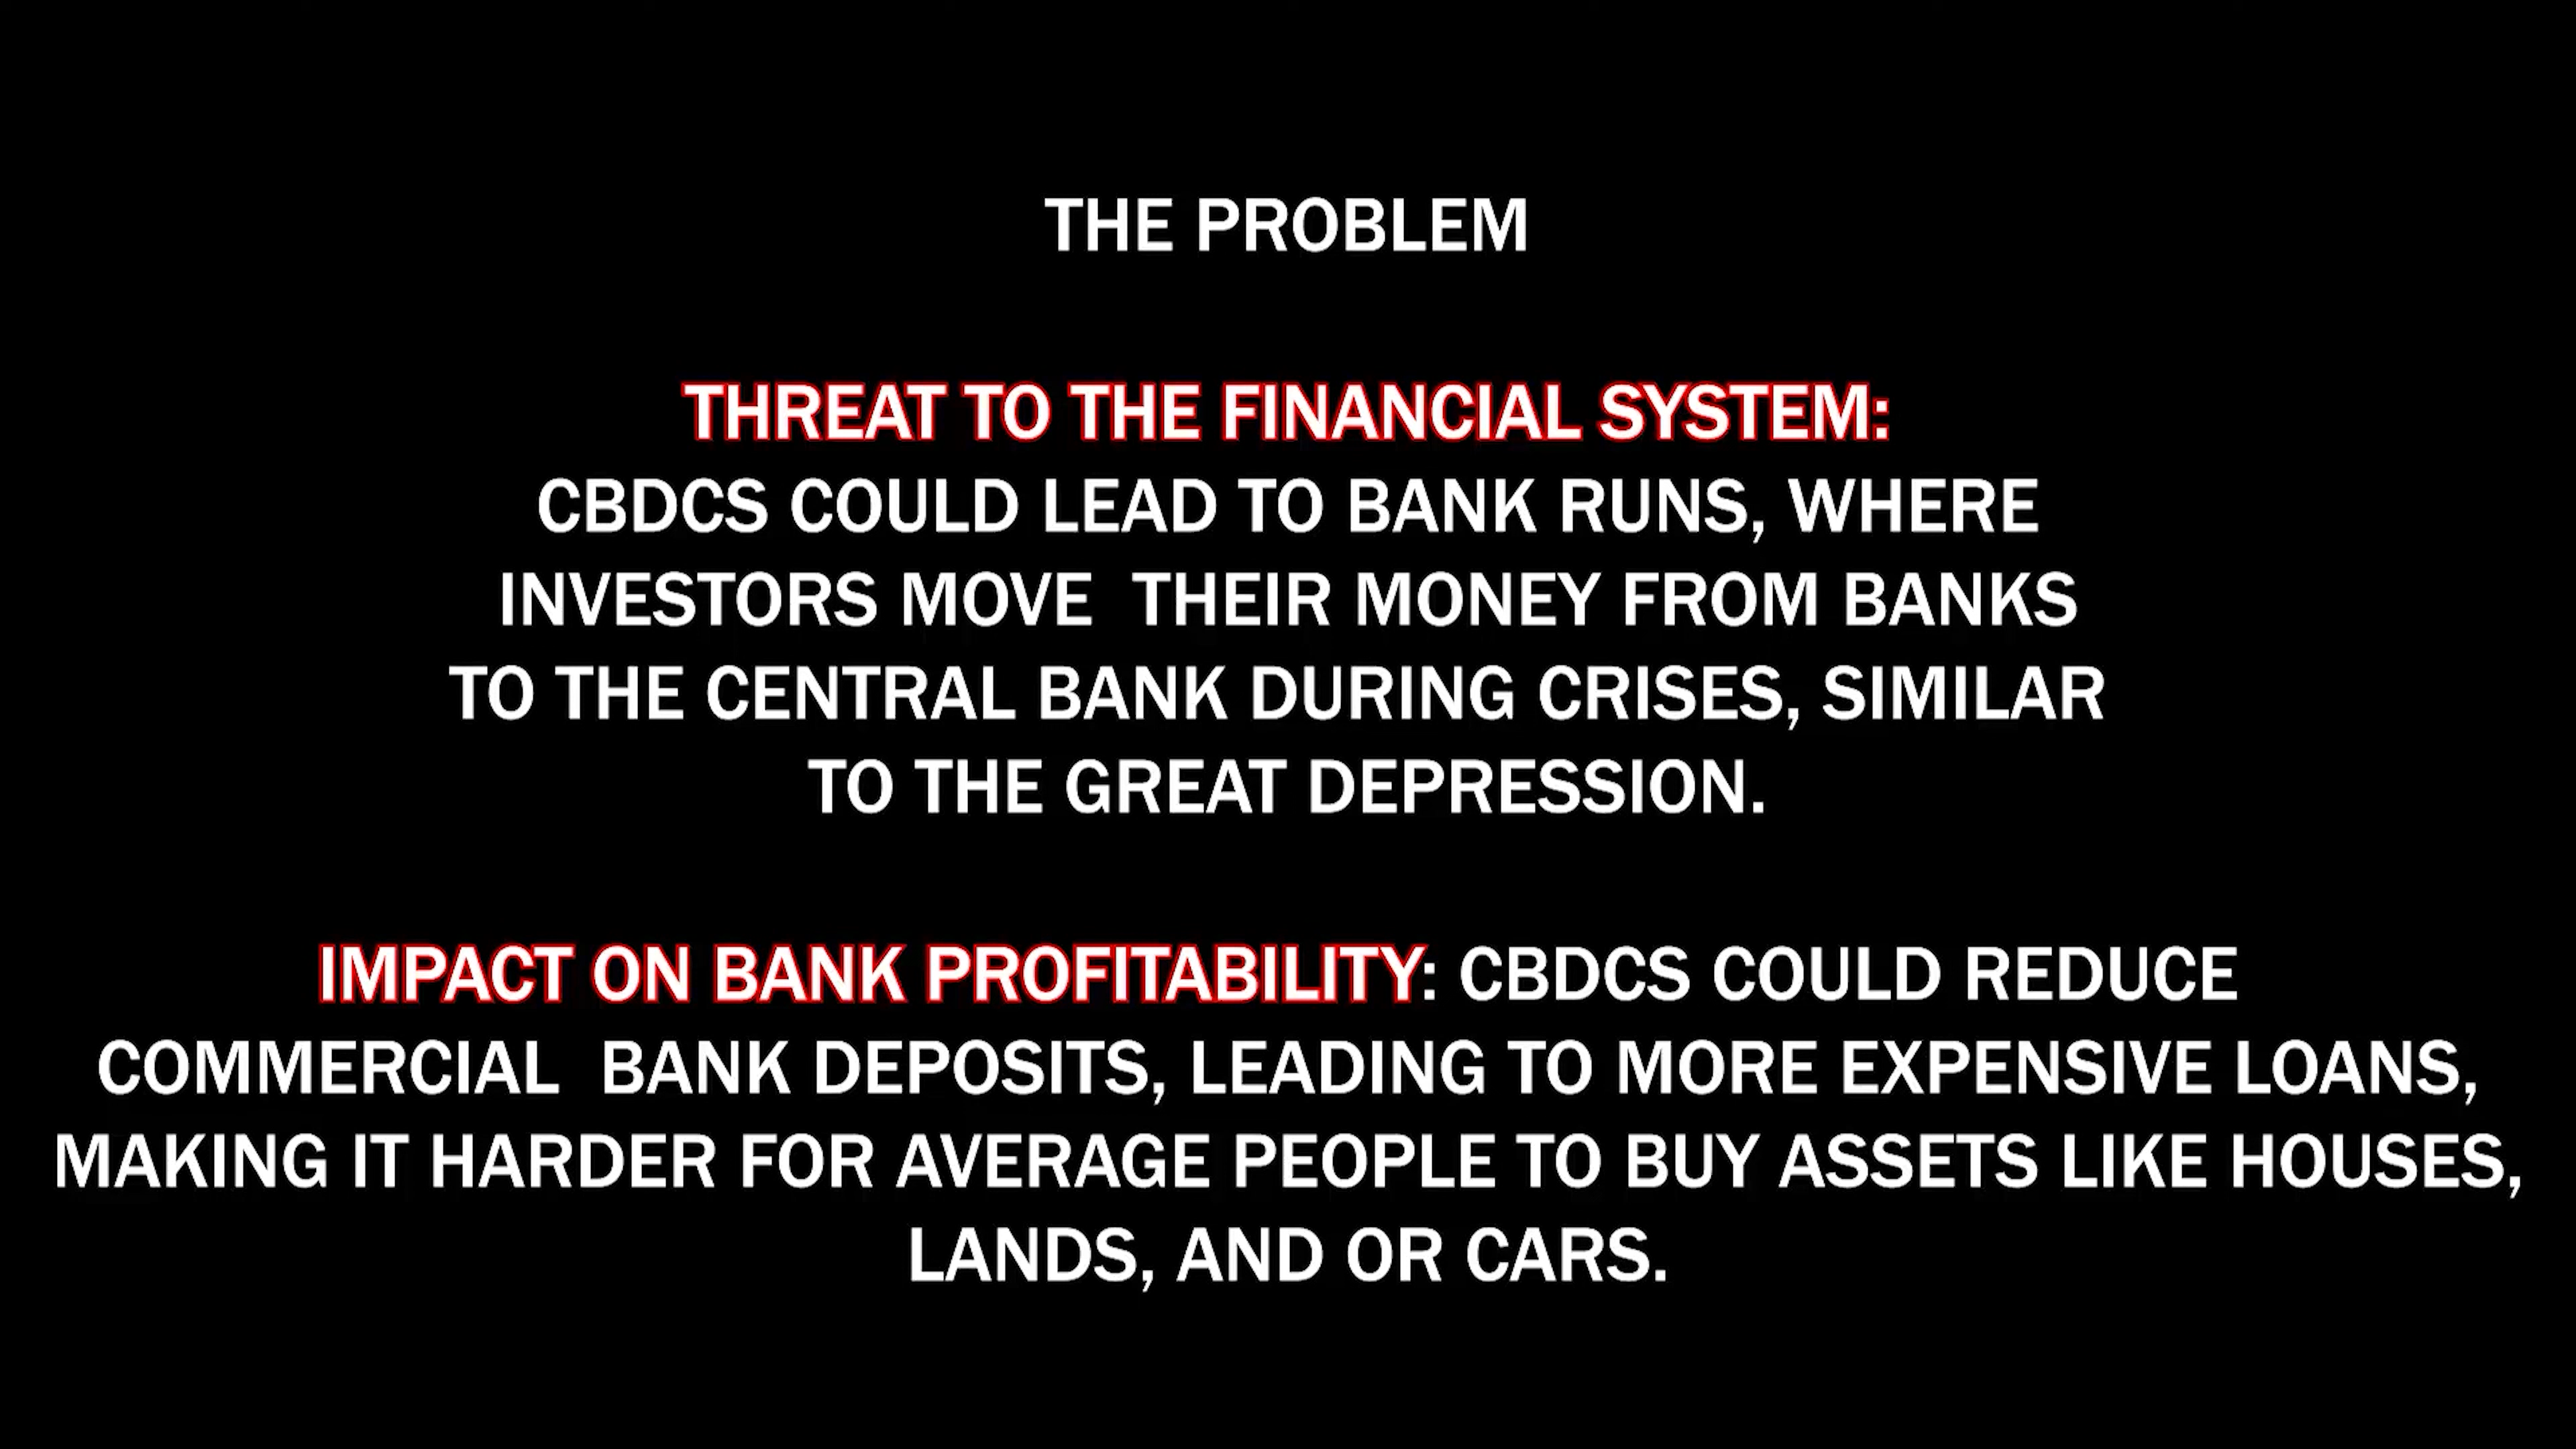 THE PROBLEM
THREAT TO THE FINANCIAL SYSTEM:
CBDCS COULD LEAD TO BANK RUNS, WHERE
INVESTORS MOVE  THEIR MONEY FROM BANKS
TO THE CENTRAL BANK DURING CRISES, SIMILAR
TO THE GREAT DEPRESSION.
IMPACT ON BANK PROFITABILITY: CBDCS COULD REDUCE
COMMERCIAL  BANK DEPOSITS, LEADING TO MORE EXPENSIVE LOANS,
MAKING IT HARDER FOR AVERAGE PEOPLE TO BUY ASSETS LIKE HOUSES,
LANDS, AND OR CARS.